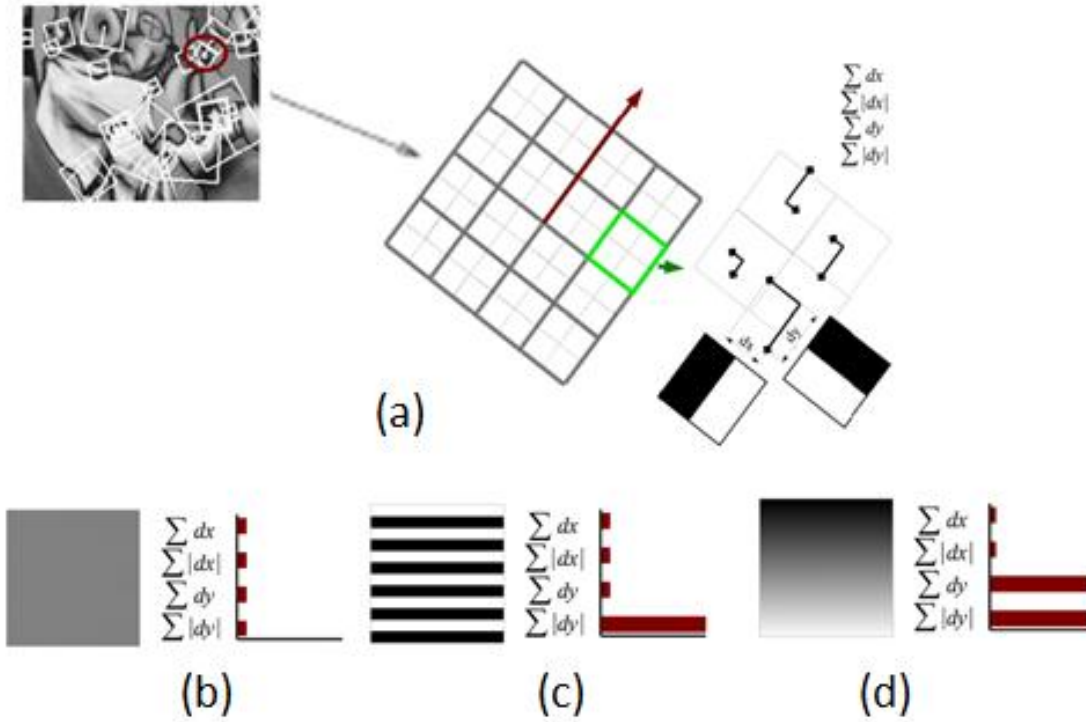 ∑ dx
∑ |dx|
∑ dy
∑ |dy|
dx
dy
(a)
∑ dx
∑ |dx|
∑ dy
∑ |dy|
∑ dx
∑ |dx|
∑ dy
∑ |dy|
∑ dx
∑ |dx|
∑ dy
∑ |dy|
(b)
(c)
(d)